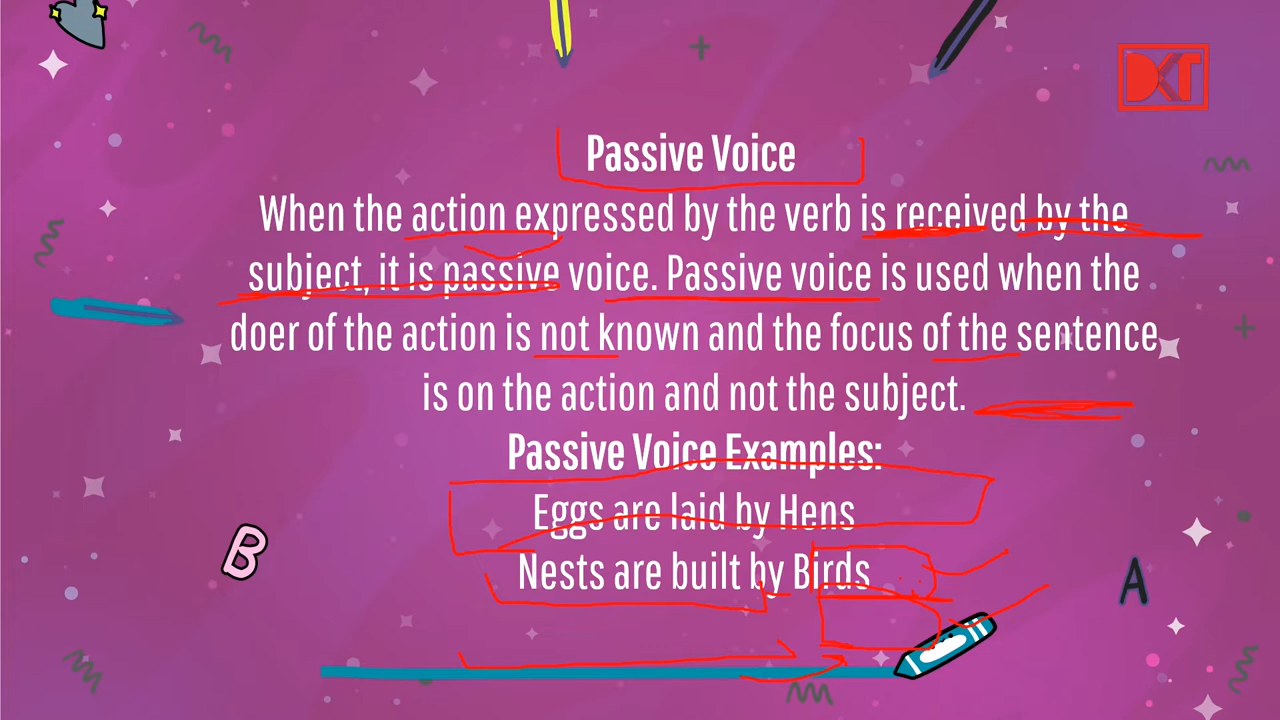 DKT
Passive Voice
When the action expressed by the verb is received by the
subject, it is passive voice. Passive voice is used when the
doer of the action is not known and the focus of the sentence
is on the action and not the subject.
Passive Voice Examples:
Eggs are laid by Hens
Nests are built by Birds
B
A